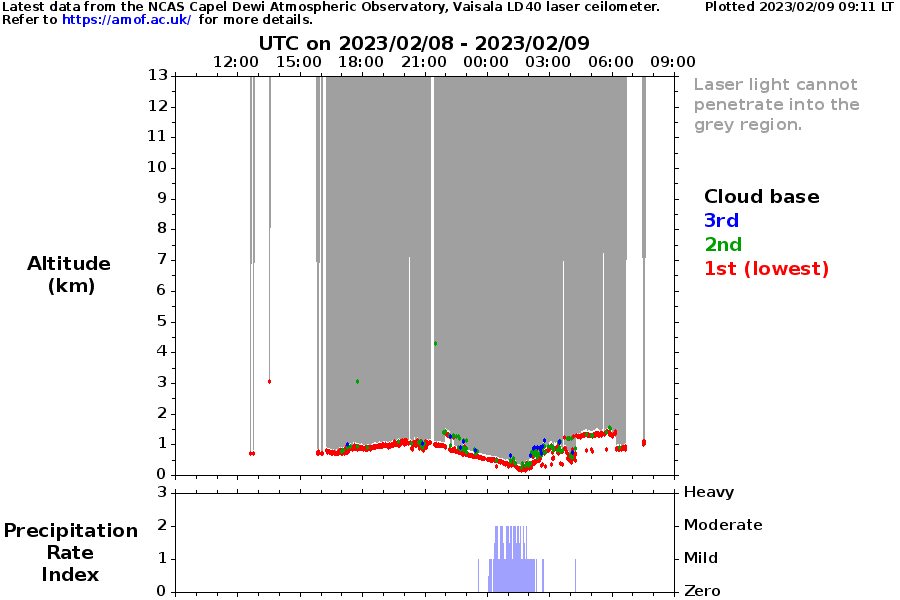 Latest data from the NCAS Capel Dewi Atmospheric Observatory, Vaisala LD40 laser ceilometer. Plotted 2023/02/09 09:11 LT
Refer to https://amof.ac.uk/ for more details.
UTC on 2023/02/08 - 2023/02/09
12:00 15:00 18:00 21:00 00:00 03:00 06:00 09:00
13
12
11
10
9
8
7
6
5
4
3
2
1
0
Altitude
(km)
Laser light cannot
penetrate into the
grey region.
Cloud base
3rd
2nd
1st (lowest)
3 Heavy
2 Moderate
1 Mild
0 Zero
Precipitation
Rate
Index